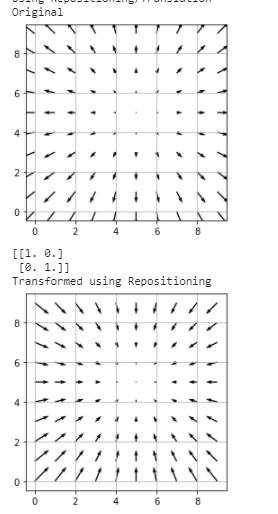 Using Repositioning/Translation
Original
8
6
4
2
0
0 2 4 6 8
[[1. 0.]
[0. 1.]]
Transformed using Repositioning
8
6
4
2
0
0 2 4 6 8